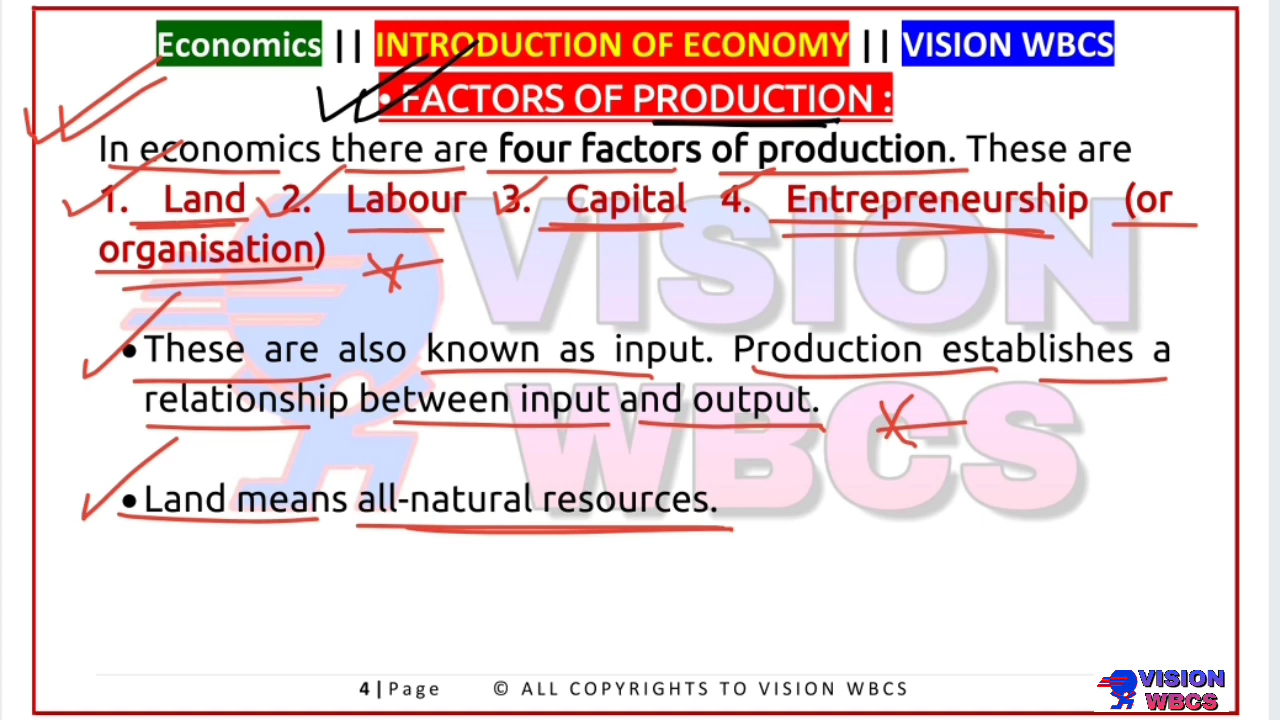 Economics || INTRODUCTION OF ECONOMY || VISION WBCS
• FACTORS OF PRODUCTION :
In economics there are four factors of production. These are
1. Land 2. Labour 3. Capital 4. Entrepreneurship (or
organisation)
• These are also known as input. Production establishes a
relationship between input and output.
• Land means all-natural resources.
VISION
WBCS
4 | Page © ALL COPYRIGHTS TO VISION WBCS
VISION
WBCS